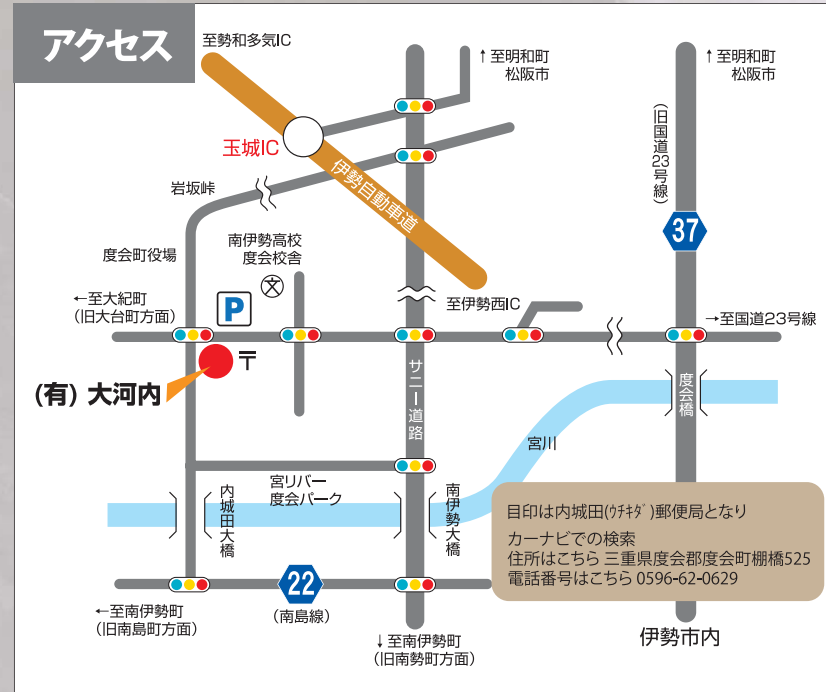 アクセス
至勢和多気IC
↑至明和町
松阪市
↑至明和町
松阪市
玉城IC
伊勢自動車道
(旧国道23号線)
岩坂峠
37
南伊勢高校
度会校舎
度会町役場
文
←至大紀町
(旧大台町方面)
P
至伊勢西IC
→至国道23号線
〒
(有) 大河内
サニー道路
度会橋
宮川
宮リバー
度会パーク
内城田大橋
南伊勢大橋
目印は内城田(ウチキダ)郵便局となり
カーナビでの検索
住所はこちら 三重県度会郡度会町棚橋525
電話番号はこちら 0596-62-0629
22
(南島線)
←至南伊勢町
(旧南島町方面)
↓至南伊勢町
(旧南勢町方面)
伊勢市内